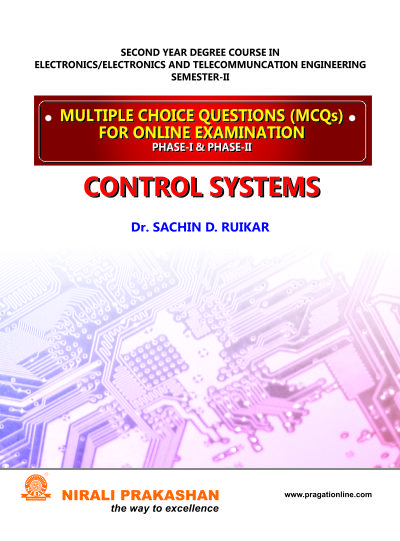 SECOND YEAR DEGREE COURSE IN
ELECTRONICS/ELECTRONICS AND TELECOMMUNCATION ENGINEERING
SEMESTER-II
• MULTIPLE CHOICE QUESTIONS (MCQs) •
FOR ONLINE EXAMINATION
PHASE-I & PHASE-II
CONTROL SYSTEMS
Dr. SACHIN D. RUIKAR
NIRALI PRAKASHAN
the way to excellence
www.pragationline.com